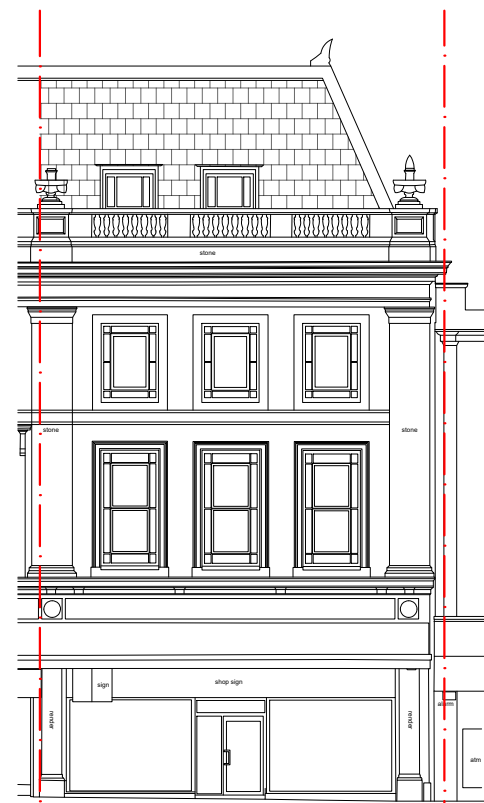 stone
stone
stone
sign
shop sign
render
render
alarm
atm